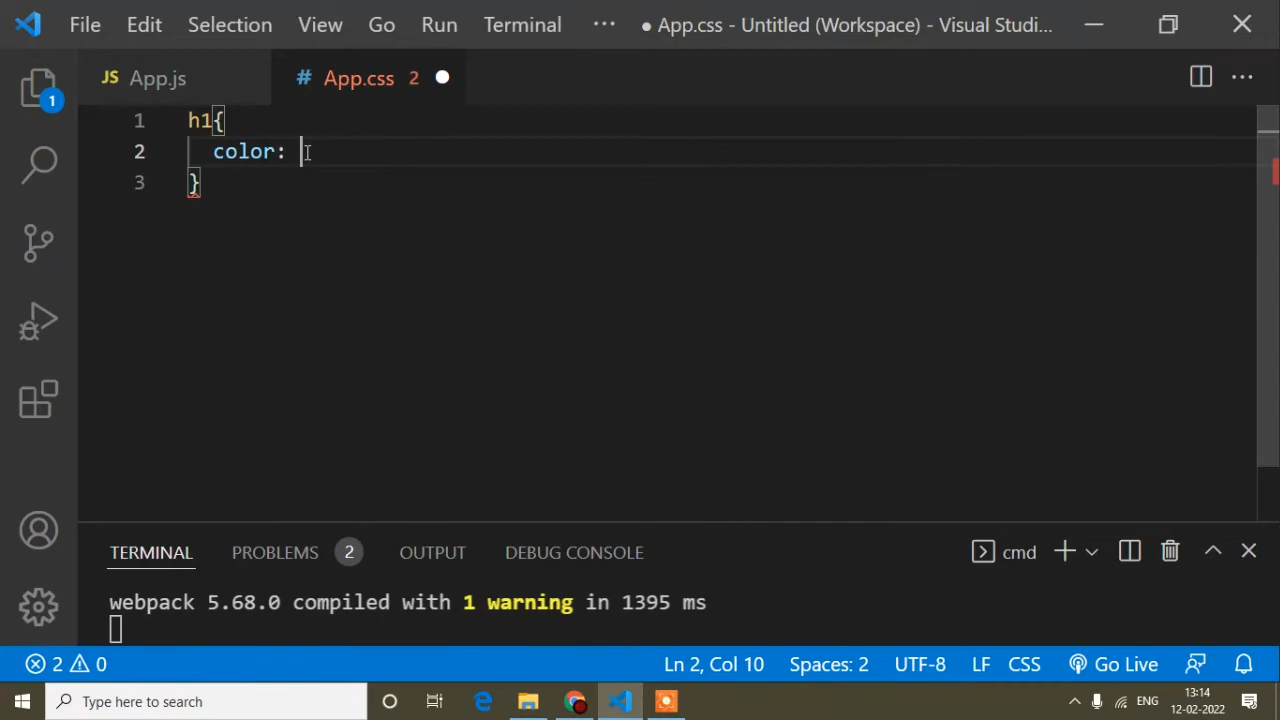 File Edit Selection View Go Run Terminal ··· ● App.css - Untitled (Workspace) - Visual Studi...
1
JS App.js # App.css 2
1 h1{
2 color:
3 }
TERMINAL PROBLEMS 2 OUTPUT DEBUG CONSOLE cmd
webpack 5.68.0 compiled with 1 warning in 1395 ms
2 0 Ln 2, Col 10 Spaces: 2 UTF-8 LF CSS Go Live
Type here to search ENG 13:14
12-02-2022